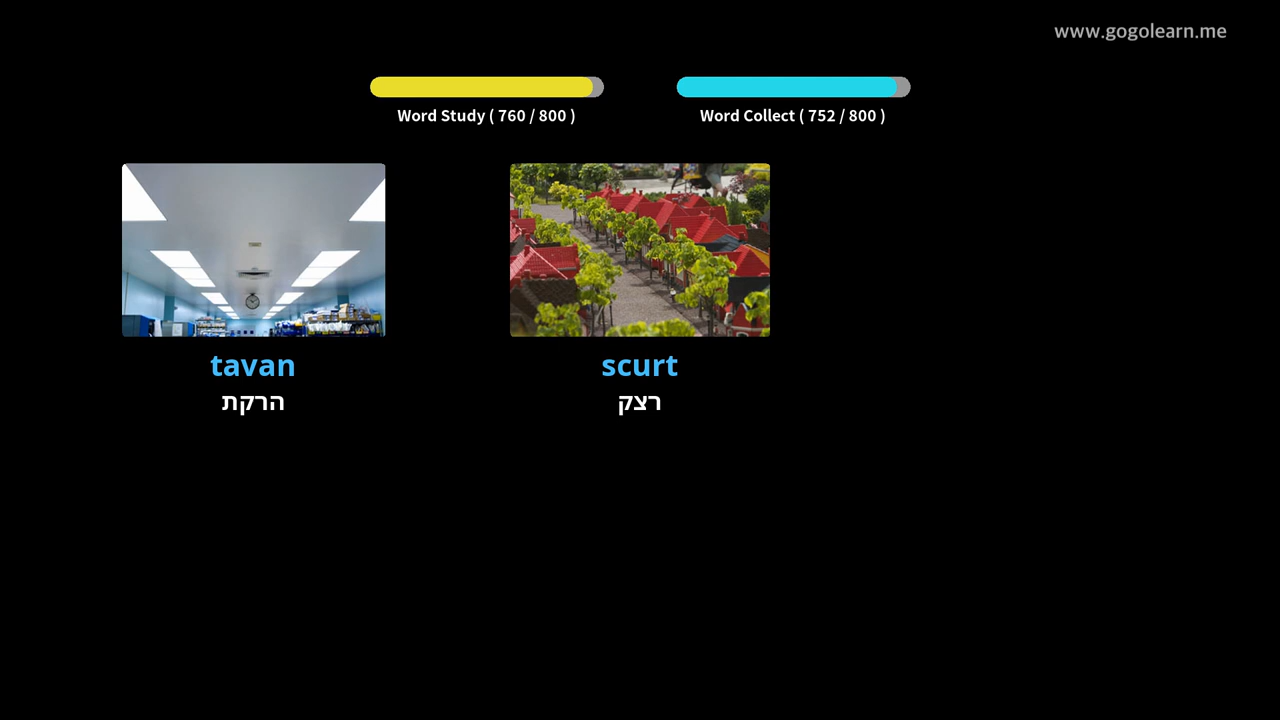 www.gogolearn.me
Word Study ( 760 / 800 )
Word Collect ( 752 / 800 )
tavan
הרקת
scurt
רצק